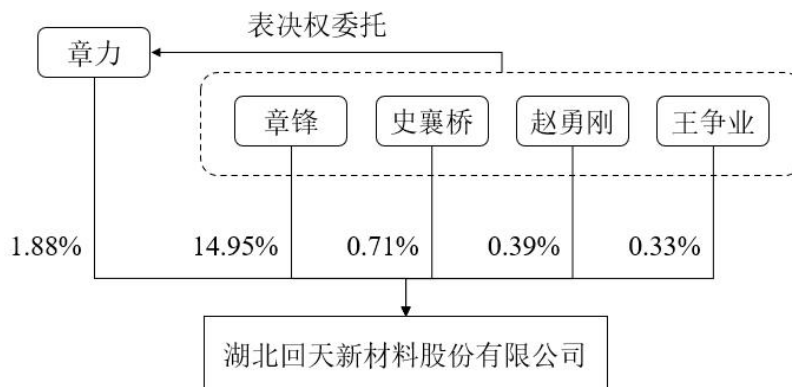 表决权委托
章力
章锋
史襄桥
赵勇刚
王争业
1.88%
14.95%
0.71%
0.39%
0.33%
湖北回天新材料股份有限公司